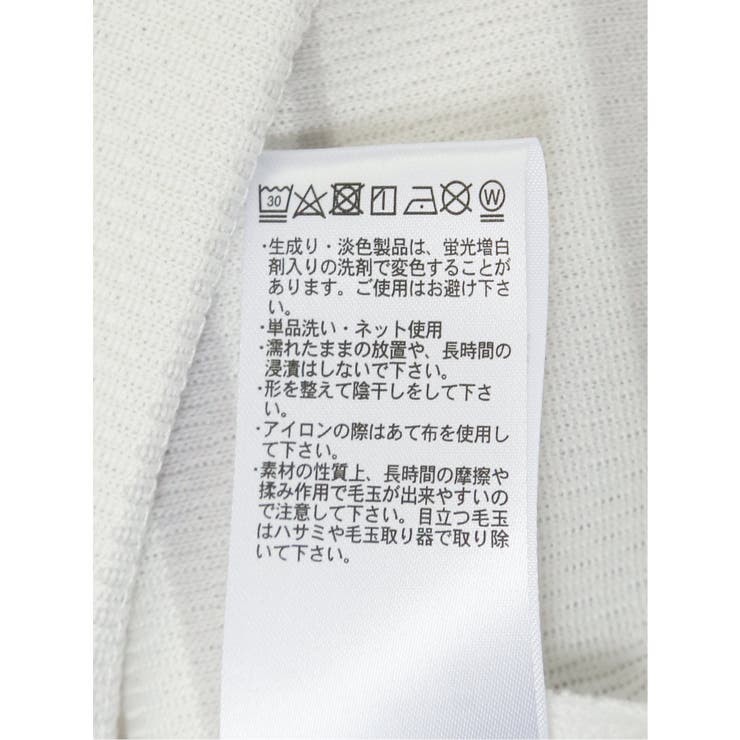 30 W
・生成り・淡色製品は、蛍光増白
剤入りの洗剤で変色することが
あります。ご使用はお避け下さ
い。
・単品洗い・ネット使用
・濡れたままの放置や、長時間の
浸漬はしないで下さい。
・形を整えて陰干しをして下さ
い。
・アイロンの際はあて布を使用し
て下さい。
・素材の性質上、長時間の摩擦や
揉み作用で毛玉が出来やすいの
で注意して下さい。目立つ毛玉
はハサミや毛玉取り器で取り除
いて下さい。